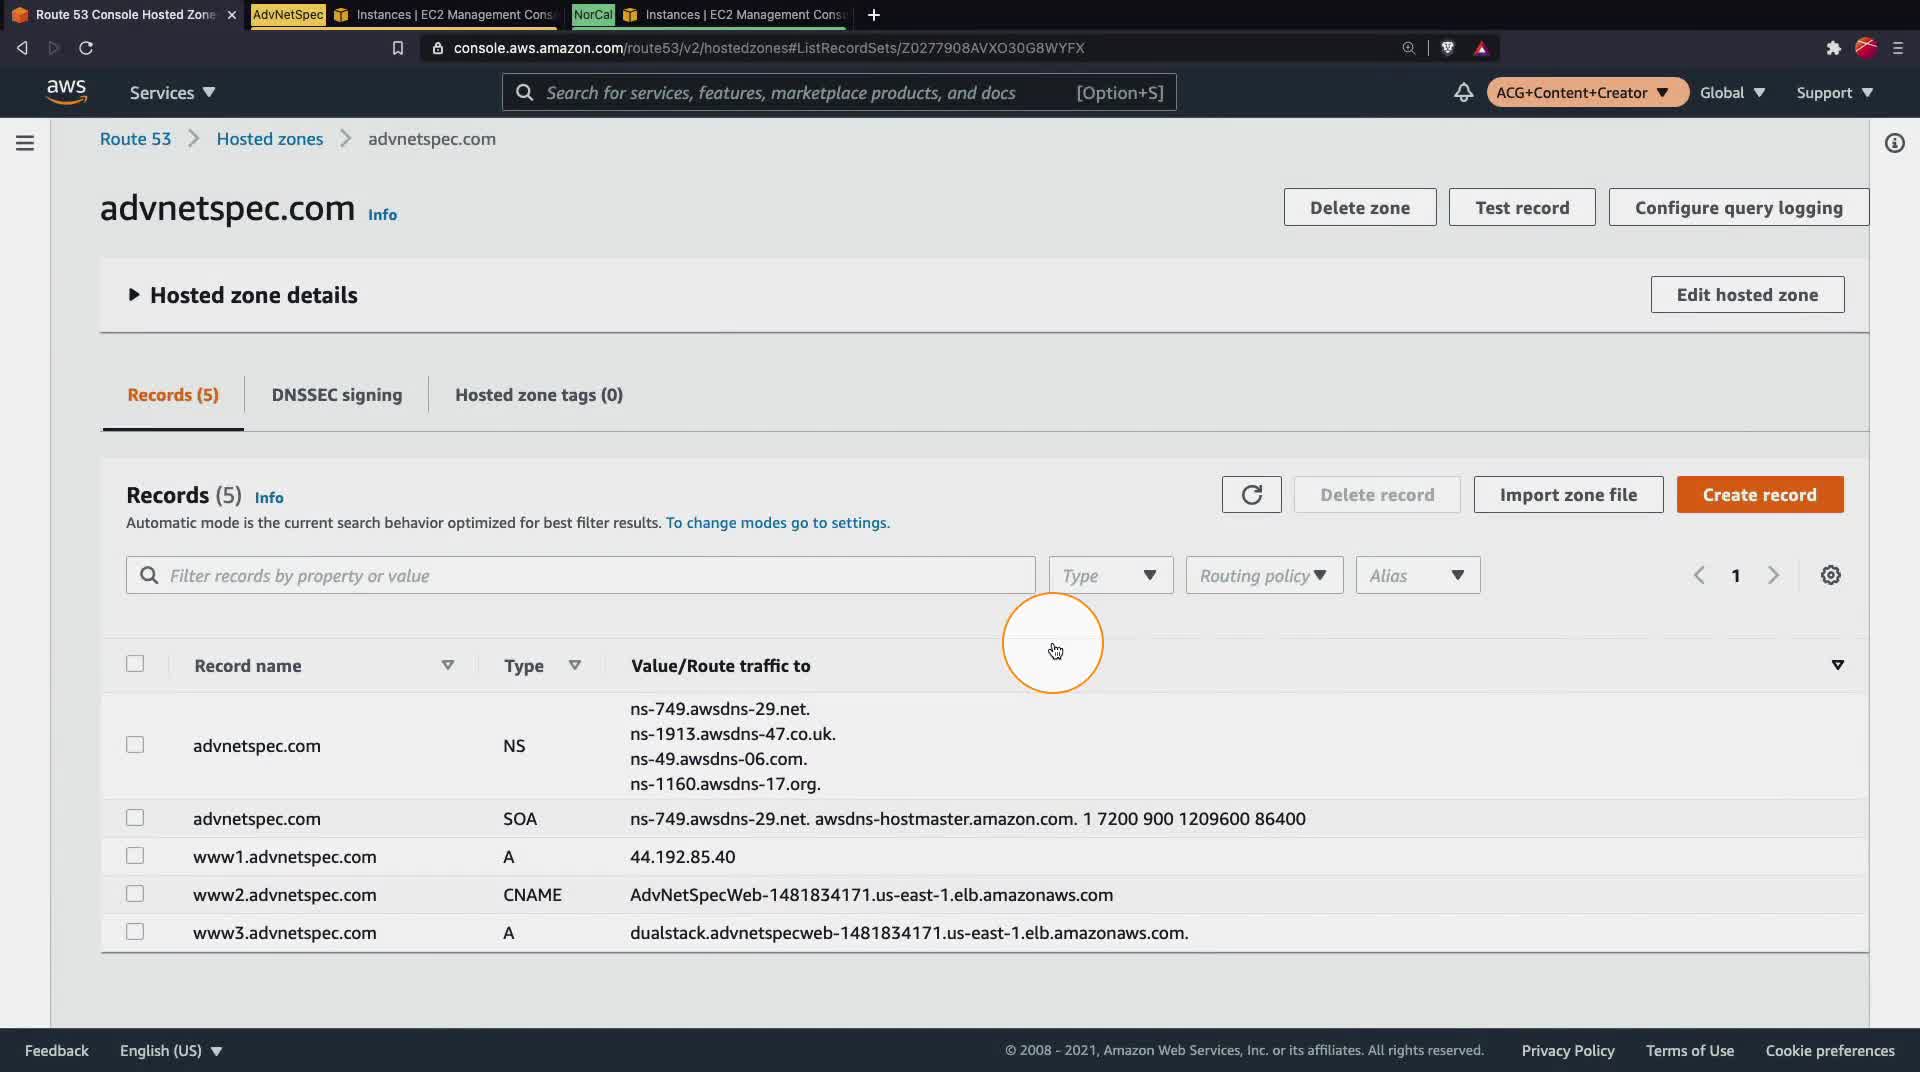 Route 53 Console Hosted Zone
AdvNetSpec
Instances | EC2 Management Cons
NorCal
Instances | EC2 Management Cons
console.aws.amazon.com/route53/v2/hostedzones#ListRecordSets/Z0277908AVXO30G8WYFX
aws
Services
Search for services, features, marketplace products, and docs
[Option+S]
ACG+Content+Creator
Global
Support
Route 53
Hosted zones
advnetspec.com
advnetspec.com
Info
Delete zone
Test record
Configure query logging
Hosted zone details
Edit hosted zone
Records (5)
DNSSEC signing
Hosted zone tags (0)
Records (5)
Info
Delete record
Import zone file
Create record
Automatic mode is the current search behavior optimized for best filter results. To change modes go to settings.
Filter records by property or value
Type
Routing policy
Alias
1
Record name
Type
Value/Route traffic to
advnetspec.com
NS
ns-749.awsdns-29.net.
ns-1913.awsdns-47.co.uk.
ns-49.awsdns-06.com.
ns-1160.awsdns-17.org.
advnetspec.com
SOA
ns-749.awsdns-29.net. awsdns-hostmaster.amazon.com. 1 7200 900 1209600 86400
www1.advnetspec.com
A
44.192.85.40
www2.advnetspec.com
CNAME
AdvNetSpecWeb-1481834171.us-east-1.elb.amazonaws.com
www3.advnetspec.com
A
dualstack.advnetspecweb-1481834171.us-east-1.elb.amazonaws.com.
Feedback
English (US)
© 2008 - 2021, Amazon Web Services, Inc. or its affiliates. All rights reserved.
Privacy Policy
Terms of Use
Cookie preferences